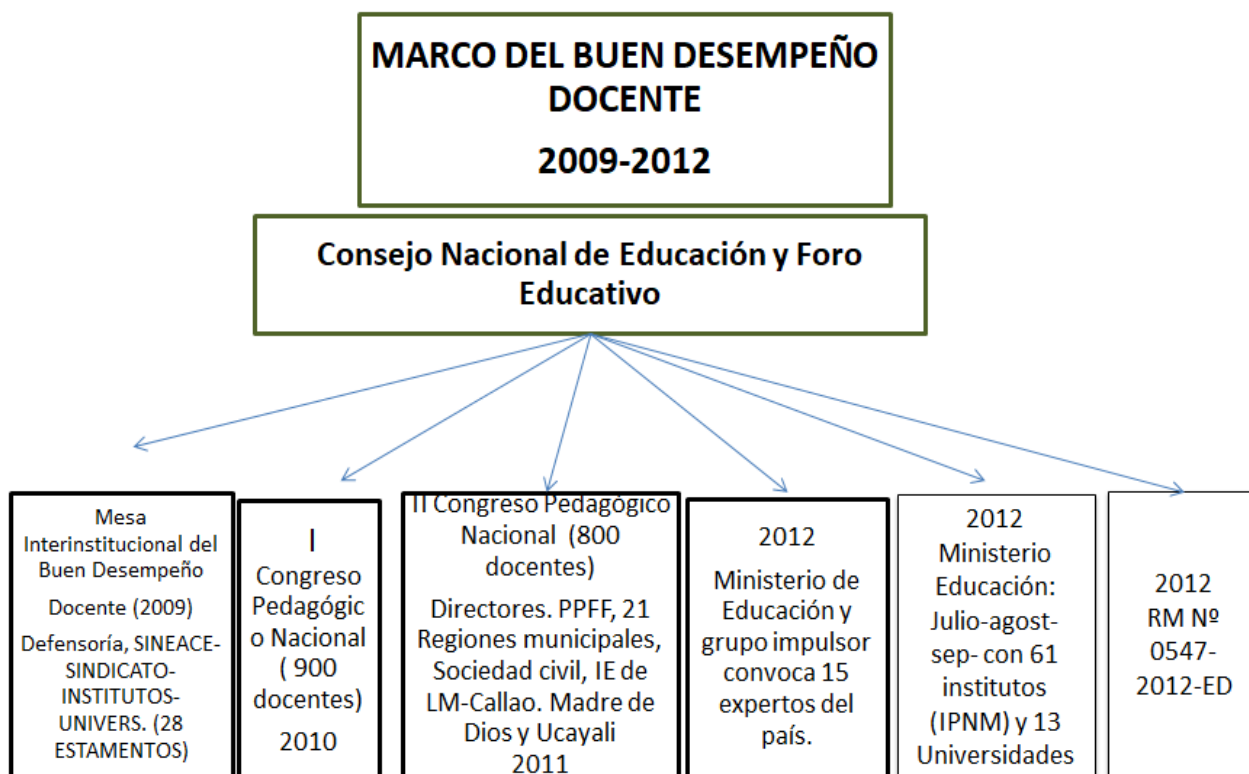 MARCO DEL BUEN DESEMPEÑO
DOCENTE
2009-2012
Consejo Nacional de Educación y Foro
Educativo
Mesa
Interinstitucional del
Buen Desempeño
Docente (2009)
Defensoría, SINEACE-
SINDICATO-
INSTITUTOS-
UNIVERS. (28
ESTAMENTOS)
I
Congreso
Pedagógic
o Nacional
( 900
docentes)
2010
II Congreso Pedagógico
Nacional (800
docentes)
Directores. PPFF, 21
Regiones municipales,
Sociedad civil, IE de
LM-Callao. Madre de
Dios y Ucayali
2011
2012
Ministerio de
Educación y
grupo impulsor
convoca 15
expertos del
país.
2012
Ministerio
Educación:
Julio-agost-
sep- con 61
institutos
(IPNM) y 13
Universidades
2012
RM Nº
0547-
2012-ED